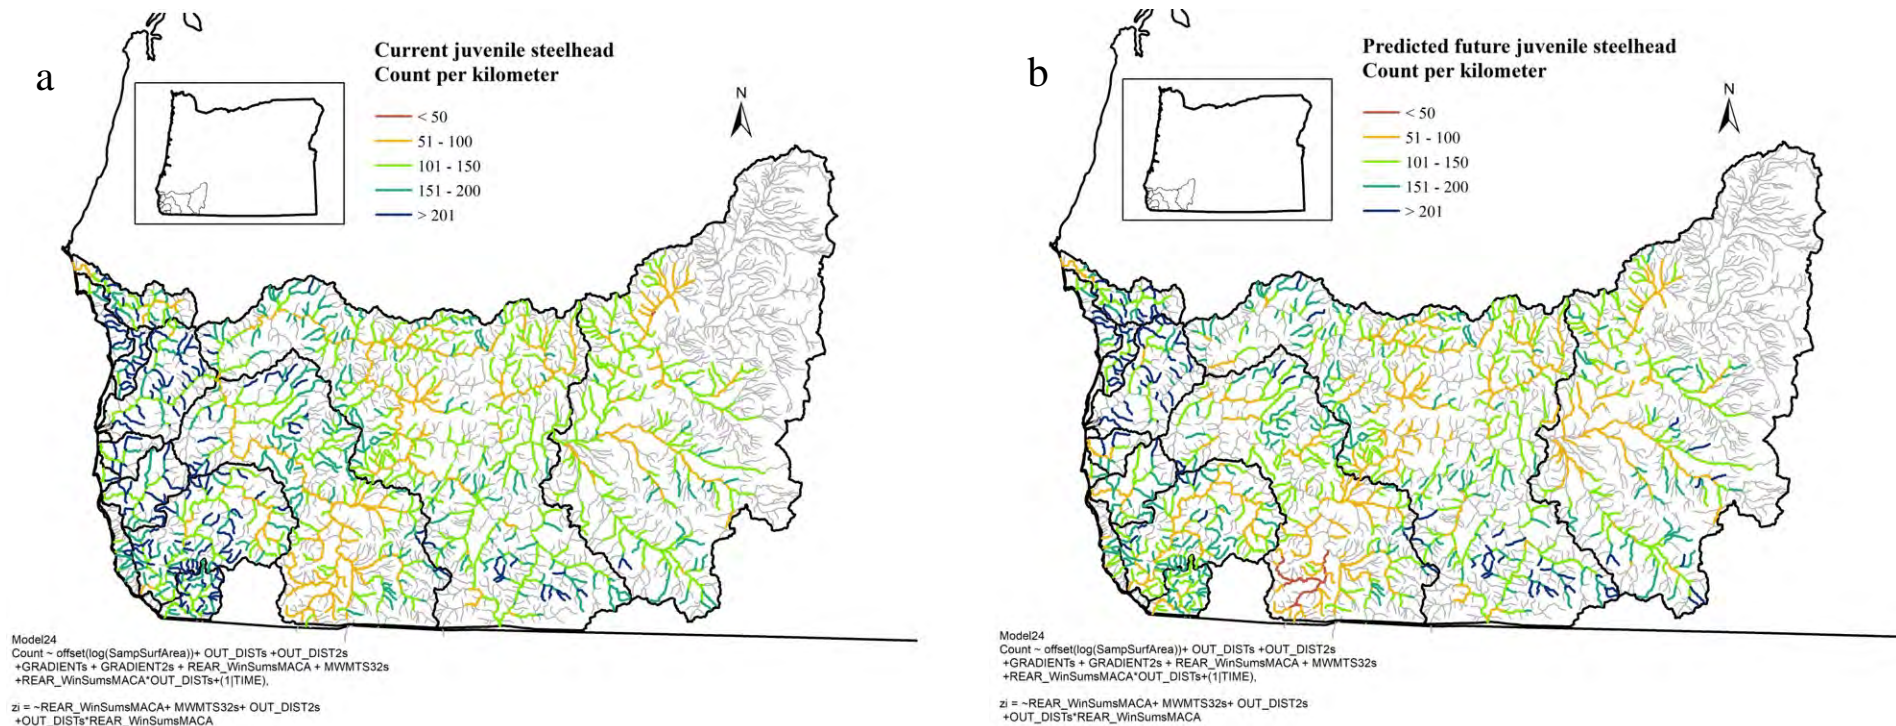 a
Current juvenile steelhead
Count per kilometer
< 50
51 - 100
101 - 150
151 - 200
> 201
N
Model24
Count ~ offset(log(SampSurfArea))+ OUT_DISTs +OUT_DIST2s
+GRADIENTs + GRADIENT2s + REAR_WinSumsMACA + MWMTS32s
+REAR_WinSumsMACA*OUT_DISTs+(1|TIME),
zi = ~REAR_WinSumsMACA+ MWMTS32s+ OUT_DIST2s
+OUT_DISTs*REAR_WinSumsMACA
b
Predicted future juvenile steelhead
Count per kilometer
< 50
51 - 100
101 - 150
151 - 200
> 201
N
Model24
Count ~ offset(log(SampSurfArea))+ OUT_DISTs +OUT_DIST2s
+GRADIENTs + GRADIENT2s + REAR_WinSumsMACA + MWMTS32s
+REAR_WinSumsMACA*OUT_DISTs+(1|TIME),
zi = ~REAR_WinSumsMACA+ MWMTS32s+ OUT_DIST2s
+OUT_DISTs*REAR_WinSumsMACA